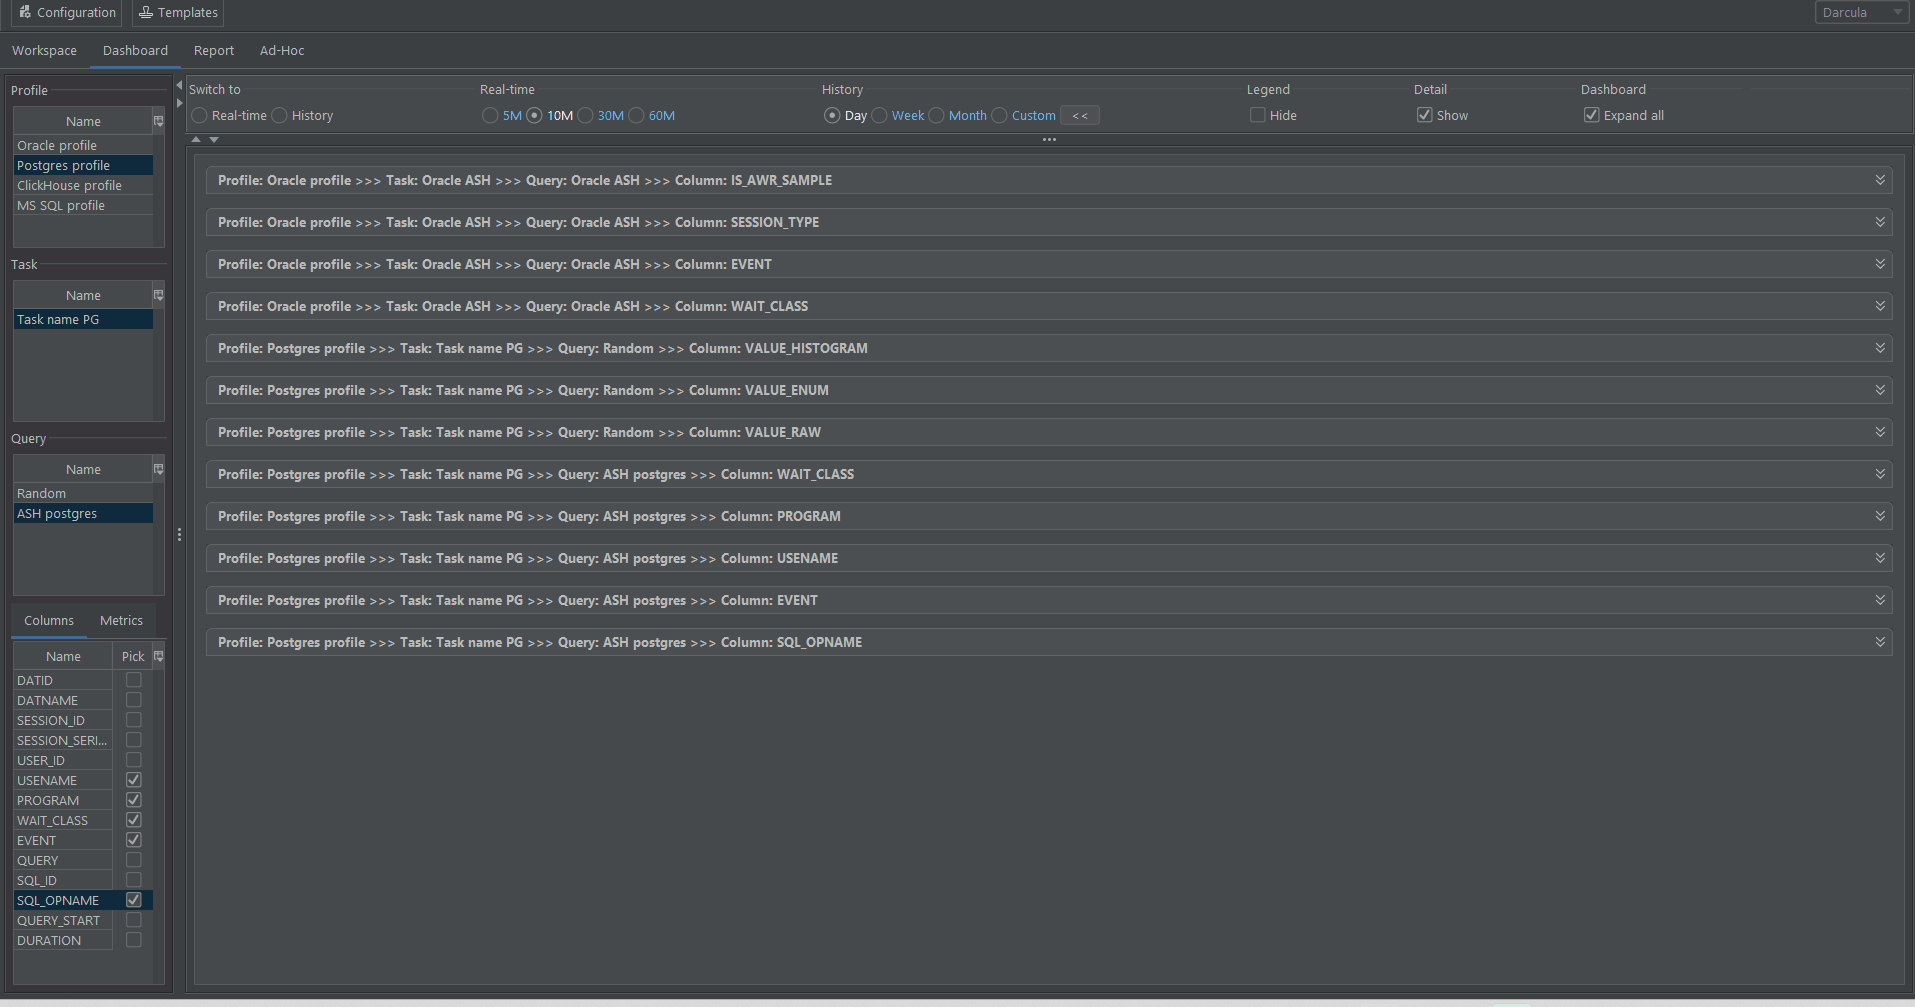 Configuration Templates Darcula
Workspace Dashboard Report Ad-Hoc
Profile
Name
Oracle profile
Postgres profile
ClickHouse profile
MS SQL profile
Task
Name
Task name PG
Query
Name
Random
ASH postgres
Columns Metrics
Name Pick
DATID
DATNAME
SESSION_ID
SESSION_SERI...
USER_ID
USENAME
PROGRAM
WAIT_CLASS
EVENT
QUERY
SQL_ID
SQL_OPNAME
QUERY_START
DURATION
Switch to Real-time History Legend Detail Dashboard
Real-time History 5M 10M 30M 60M Day Week Month Custom << Hide Show Expand all
Profile: Oracle profile >>> Task: Oracle ASH >>> Query: Oracle ASH >>> Column: IS_AWR_SAMPLE
Profile: Oracle profile >>> Task: Oracle ASH >>> Query: Oracle ASH >>> Column: SESSION_TYPE
Profile: Oracle profile >>> Task: Oracle ASH >>> Query: Oracle ASH >>> Column: EVENT
Profile: Oracle profile >>> Task: Oracle ASH >>> Query: Oracle ASH >>> Column: WAIT_CLASS
Profile: Postgres profile >>> Task: Task name PG >>> Query: Random >>> Column: VALUE_HISTOGRAM
Profile: Postgres profile >>> Task: Task name PG >>> Query: Random >>> Column: VALUE_ENUM
Profile: Postgres profile >>> Task: Task name PG >>> Query: Random >>> Column: VALUE_RAW
Profile: Postgres profile >>> Task: Task name PG >>> Query: ASH postgres >>> Column: WAIT_CLASS
Profile: Postgres profile >>> Task: Task name PG >>> Query: ASH postgres >>> Column: PROGRAM
Profile: Postgres profile >>> Task: Task name PG >>> Query: ASH postgres >>> Column: USENAME
Profile: Postgres profile >>> Task: Task name PG >>> Query: ASH postgres >>> Column: EVENT
Profile: Postgres profile >>> Task: Task name PG >>> Query: ASH postgres >>> Column: SQL_OPNAME